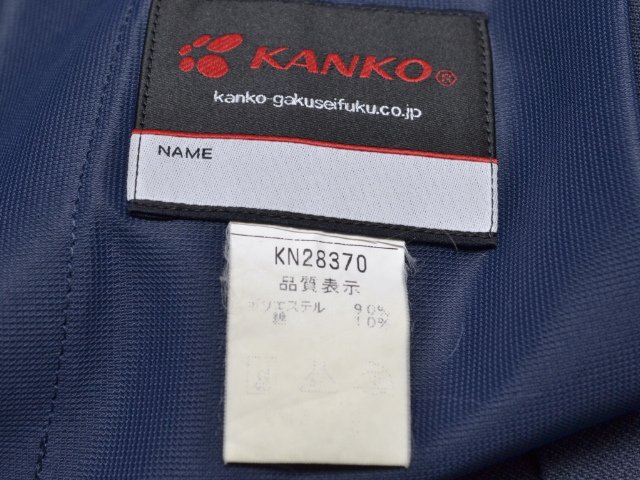 KANKO®
kanko-gakuseifuku.co.jp
NAME
KN28370
品質表示
ポリエステル 90%
綿 10%